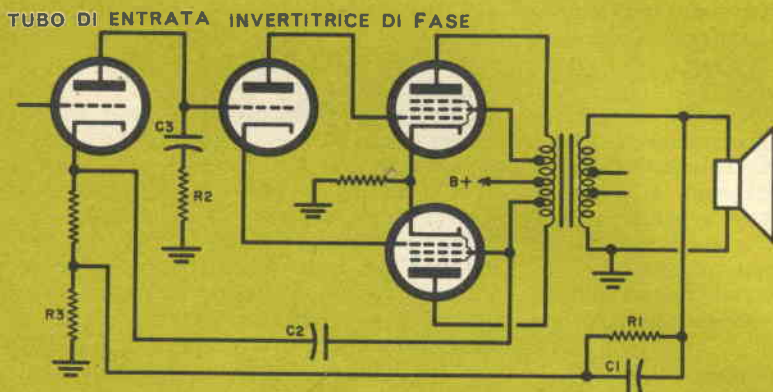 TUBO DI ENTRATA INVERTITRICE DI FASE
C3
R2
B+
R3
C2
R1
C1